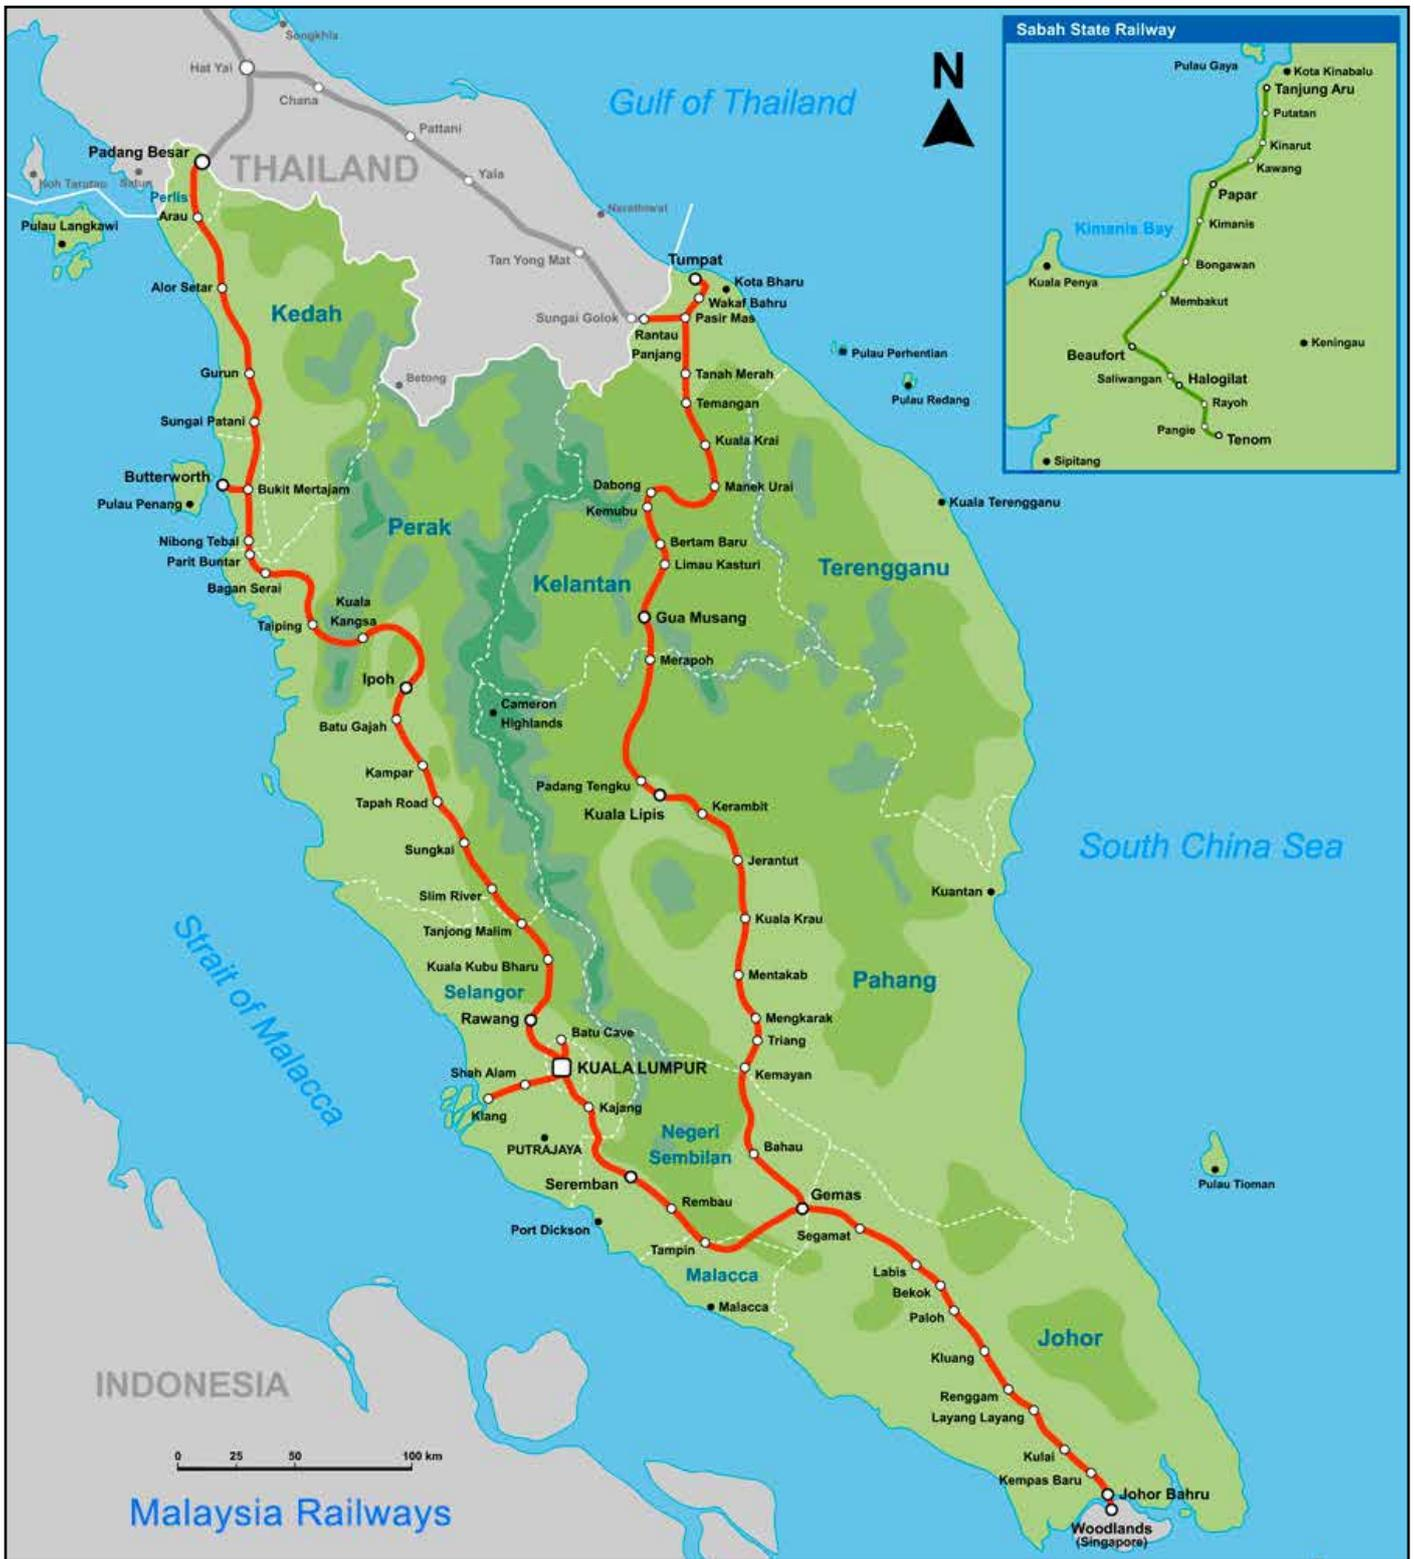 Sabah State Railway
Songkhla
Hat Yai
Chana
Pattani
Yala
Narathiwat
Tan Yong Mat
Sungai Golok
Betong
Koh Tarutau
Satun
THAILAND
Gulf of Thailand
N
Pulau Gaya
Kota Kinabalu
Tanjung Aru
Putatan
Kinarut
Kawang
Papar
Kimanis
Kimanis Bay
Bongawan
Kuala Penya
Membakut
Beaufort
Keningau
Saliwangan
Halogilat
Rayoh
Pangie
Tenom
Sipitang
Padang Besar
Perlis
Arau
Pulau Langkawi
Alor Setar
Kedah
Gurun
Sungai Patani
Butterworth
Bukit Mertajam
Pulau Penang
Nibong Tebal
Parit Buntar
Bagan Serai
Taiping
Kuala
Kangsa
Perak
Ipoh
Batu Gajah
Kampar
Tapah Road
Sungkai
Slim River
Tanjong Malim
Kuala Kubu Bharu
Selangor
Rawang
Batu Cave
KUALA LUMPUR
Shah Alam
Klang
Kajang
PUTRAJAYA
Negeri
Sembilan
Seremban
Rembau
Port Dickson
Tampin
Malacca
Malacca
Cameron
Highlands
Tumpat
Kota Bharu
Wakaf Bahru
Pasir Mas
Rantau
Panjang
Tanah Merah
Temangan
Kuala Krai
Manek Urai
Dabong
Kemubu
Bertam Baru
Limau Kasturi
Kelantan
Gua Musang
Merapoh
Padang Tengku
Kuala Lipis
Kerambit
Jerantut
Kuala Krau
Mentakab
Mengkarak
Triang
Kemayan
Bahau
Gemas
Segamat
Labis
Bekok
Paloh
Kluang
Renggam
Layang Layang
Kulai
Kempas Baru
Johor Bahru
Woodlands
(Singapore)
Johor
Pahang
Terengganu
Pulau Perhentian
Pulau Redang
Kuala Terengganu
Kuantan
Pulau Tioman
South China Sea
Strait of Malacca
INDONESIA
0 25 50 100 km
Malaysia Railways